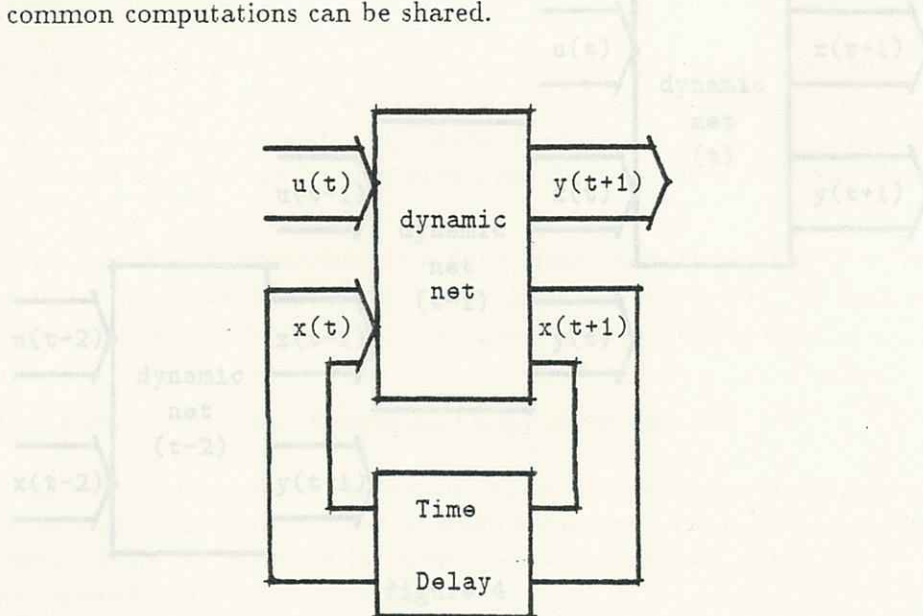 common computations can be shared.
u(t)
y(t+1)
dynamic
net
x(t)
x(t+1)
Time
Delay